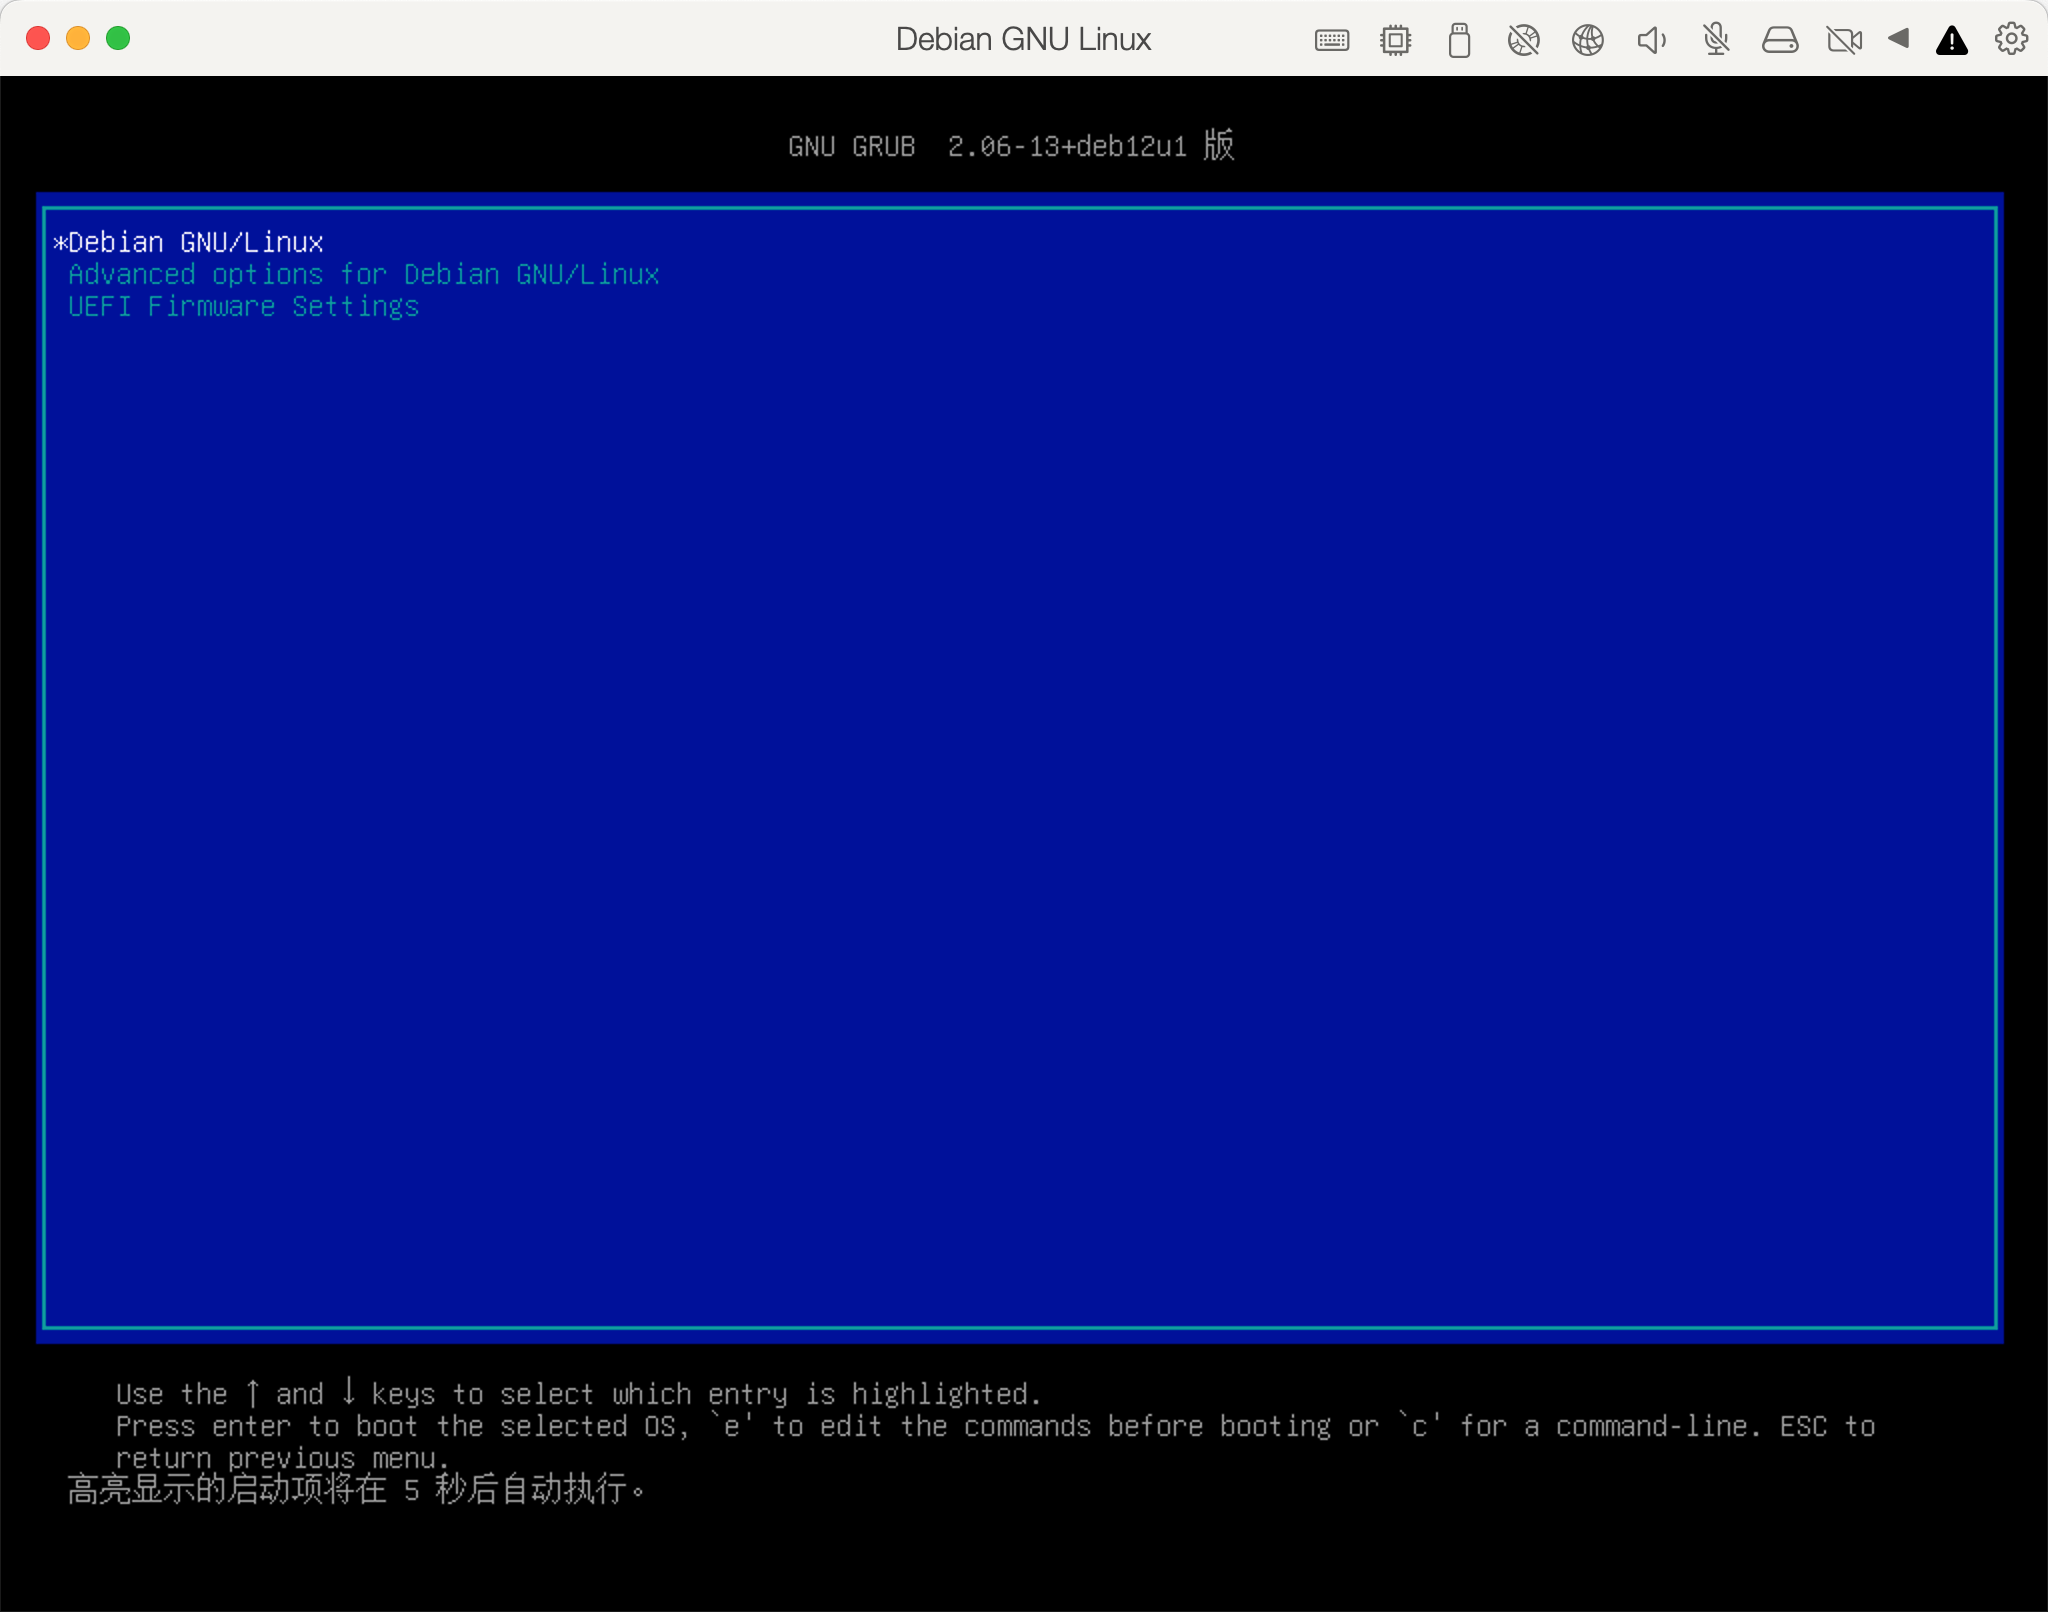 Debian GNU Linux
GNU GRUB  2.06-13+deb12u1 版
*Debian GNU/Linux
Advanced options for Debian GNU/Linux
UEFI Firmware Settings
Use the ↑ and ↓ keys to select which entry is highlighted.
Press enter to boot the selected OS, `e' to edit the commands before booting or `c' for a command-line. ESC to
return previous menu.
高亮显示的启动项将在 5 秒后自动执行。